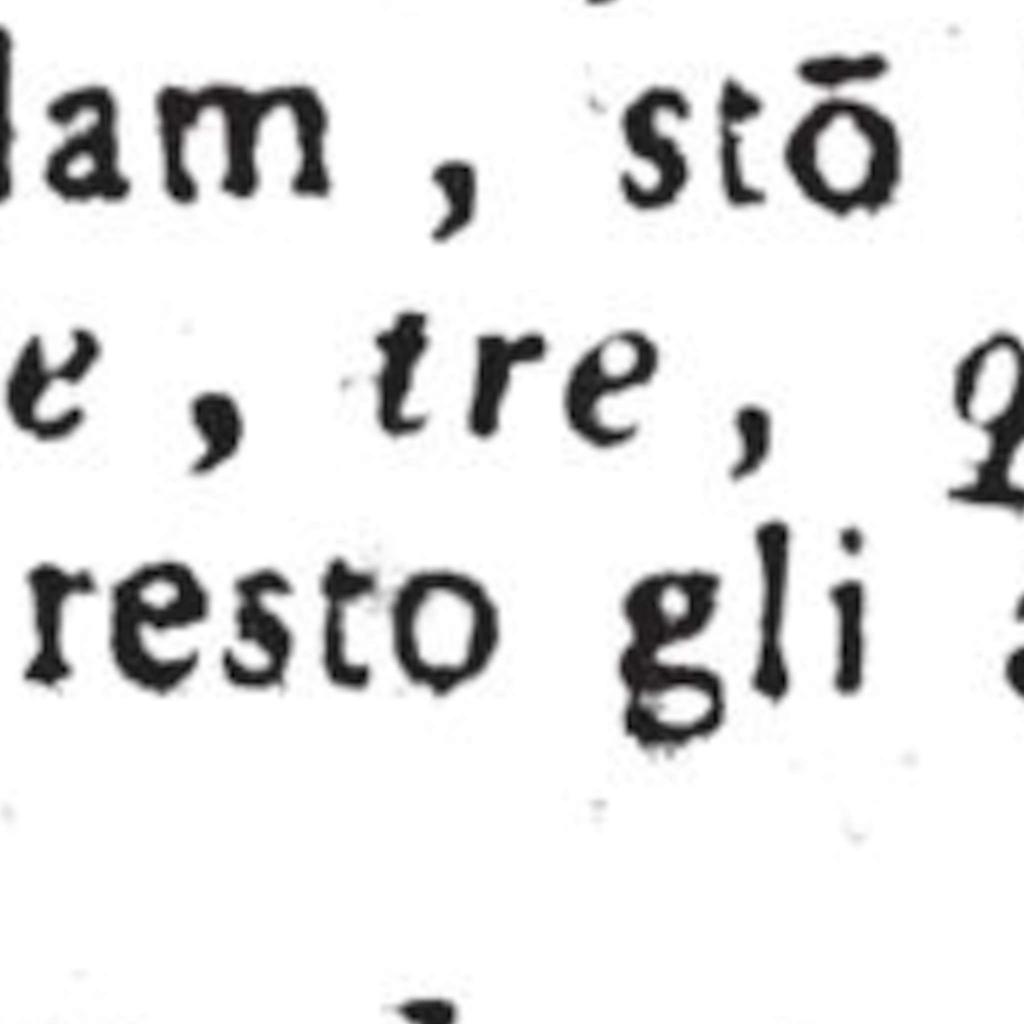 lam , stō
e , tre ,
resto gli